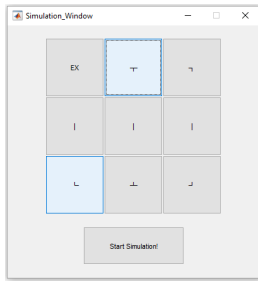 Simulation_Window
EX ┬ ┐
| | |
└ ┴ ┘
Start Simulation!